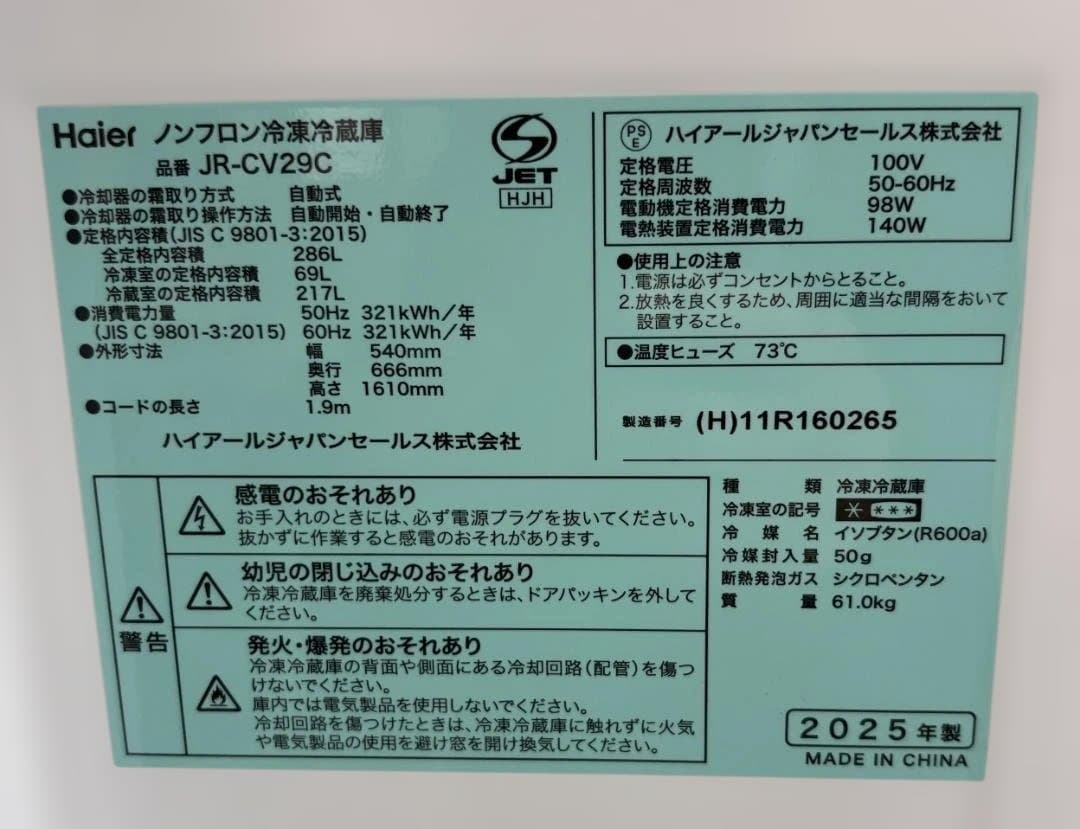 Haier ノンフロン冷凍冷蔵庫
品番 JR-CV29C
●冷却器の霜取り方式 自動式
●冷却器の霜取り操作方法 自動開始・自動終了
●定格内容積(JIS C 9801-3:2015)
全定格内容積 286L
冷凍室の定格内容積 69L
冷蔵室の定格内容積 217L
●消費電力量 50Hz 321kWh/年
(JIS C 9801-3:2015) 60Hz 321kWh/年
●外形寸法 幅 540mm
奥行 666mm
高さ 1610mm
●コードの長さ 1.9m
ハイアールジャパンセールス株式会社
JET
HJH
PS
E
ハイアールジャパンセールス株式会社
定格電圧 100V
定格周波数 50-60Hz
電動機定格消費電力 98W
電熱装置定格消費電力 140W
●使用上の注意
1.電源は必ずコンセントからとること。
2.放熱を良くするため、周囲に適当な間隔をおいて
設置すること。
●温度ヒューズ 73℃
製造番号 (H)11R160265
警告
感電のおそれあり
お手入れのときには、必ず電源プラグを抜いてください。
抜かずに作業すると感電のおそれがあります。
幼児の閉じ込みのおそれあり
冷凍冷蔵庫を廃棄処分するときは、ドアパッキンを外して
ください。
発火・爆発のおそれあり
冷凍冷蔵庫の背面や側面にある冷却回路(配管)を傷つ
けないでください。
庫内では電気製品を使用しないでください。
冷却回路を傷つけたときは、冷凍冷蔵庫に触れずに火気
や電気製品の使用を避け窓を開け換気してください。
種類 冷凍冷蔵庫
冷凍室の記号 * ***
冷媒名 イソブタン(R600a)
冷媒封入量 50g
断熱発泡ガス シクロペンタン
質量 61.0kg
2025年製
MADE IN CHINA